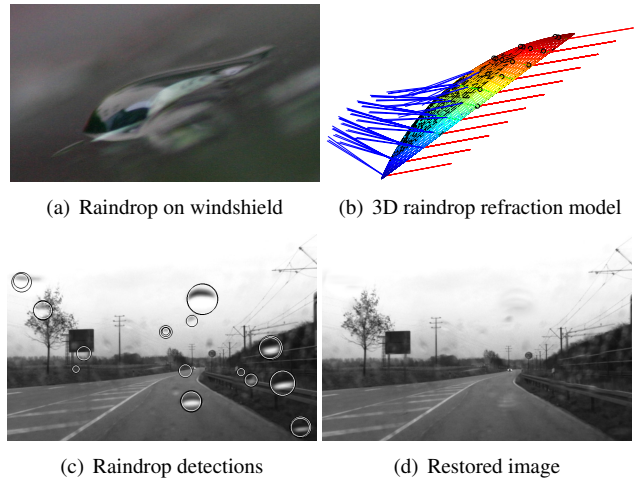 (a) Raindrop on windshield
(b) 3D raindrop refraction model
(c) Raindrop detections
(d) Restored image